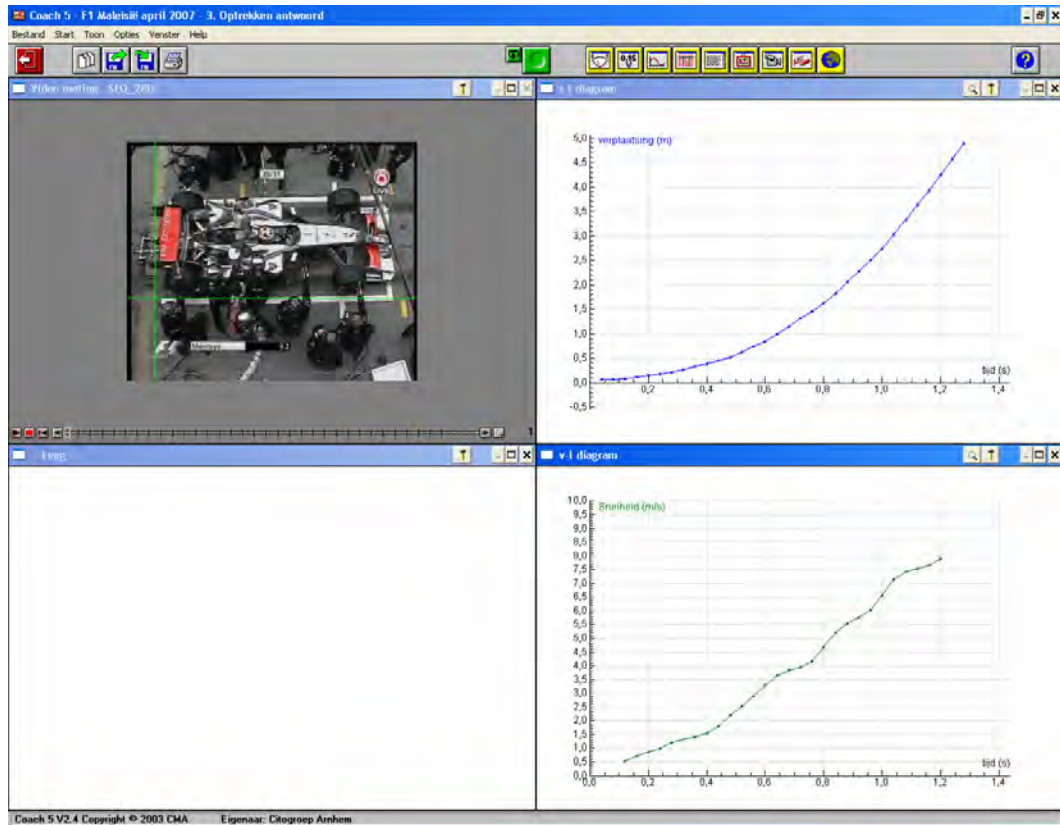 Coach 5 - F1 Maleisië april 2007 - 3. Optrekken antwoord
Bestand Start Toon Opties Venster Help
Video meting
x-t diagram
LIVE
5,0
verplaatsing (m)
4,5
4,0
3,5
3,0
2,5
2,0
1,5
1,0
0,5
0,0
-0,5
0,2 0,4 0,6 0,8 1,0 1,2 1,4
tijd (s)
1
Leeg
v-t diagram
10,0
Snelheid (m/s)
9,5
9,0
8,5
8,0
7,5
7,0
6,5
6,0
5,5
5,0
4,5
4,0
3,5
3,0
2,5
2,0
1,5
1,0
0,5
0,0
0,0 0,2 0,4 0,6 0,8 1,0 1,2 1,4
tijd (s)
Coach 5 V2.4 Copyright © 2003 CMA Eigenaar: Citogroep Arnhem